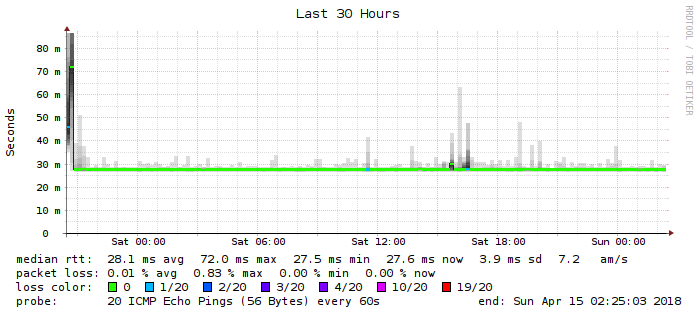 Last 30 Hours
RRDTOOL / TOBI OETIKER
Seconds
80 m
70 m
60 m
50 m
40 m
30 m
20 m
10 m
0
Sat 00:00 Sat 06:00 Sat 12:00 Sat 18:00 Sun 00:00
median rtt: 28.1 ms avg 72.0 ms max 27.5 ms min 27.6 ms now 3.9 ms sd 7.2 am/s
packet loss: 0.01 % avg 0.83 % max 0.00 % min 0.00 % now
loss color: 0 1/20 2/20 3/20 4/20 10/20 19/20
probe: 20 ICMP Echo Pings (56 Bytes) every 60s end: Sun Apr 15 02:25:03 2018